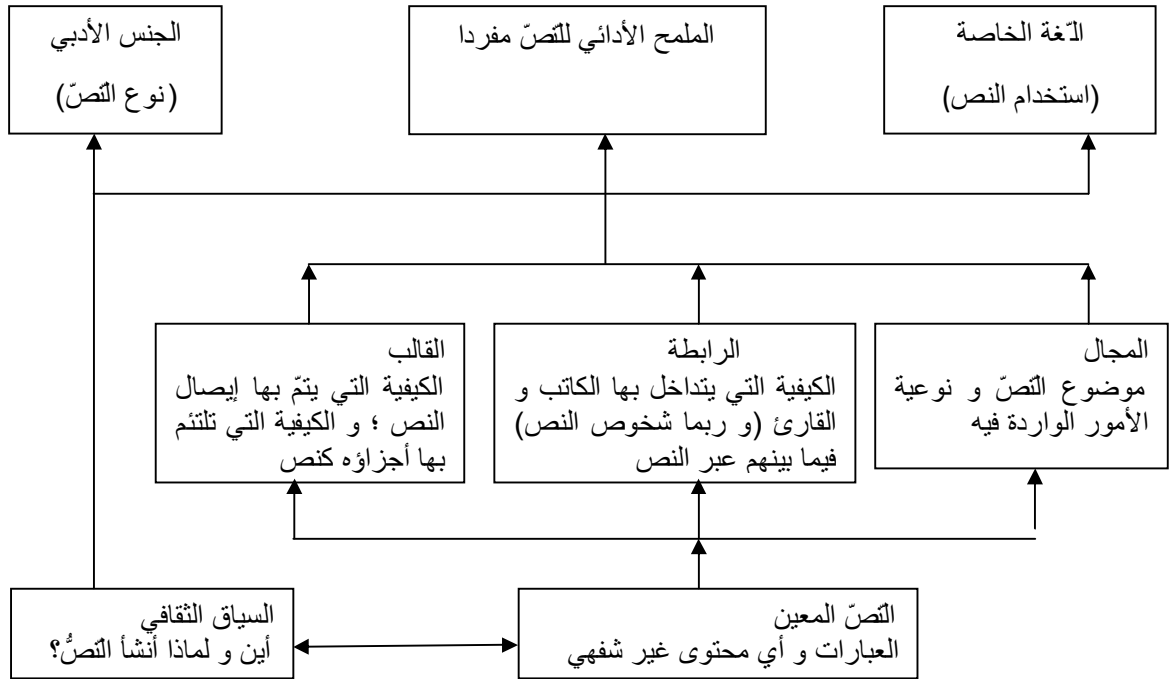 اللّغة الخاصة
(استخدام النص)
الملمح الأدائي للنّصّ مفردا
الجنس الأدبي
(نوع النّصّ)
المجال
موضوع النّصّ و نوعية
الأمور الواردة فيه
الرابطة
الكيفية التي يتداخل بها الكاتب و
القارئ (و ربما شخوص النص)
فيما بينهم عبر النص
القالب
الكيفية التي يتمّ بها إيصال
النص ؛ و الكيفية التي تلتئم
بها أجزاؤه كنص
النّصّ المعين
العبارات و أي محتوى غير شفهي
السياق الثقافي
أين و لماذا أنشأ النّصُّ؟